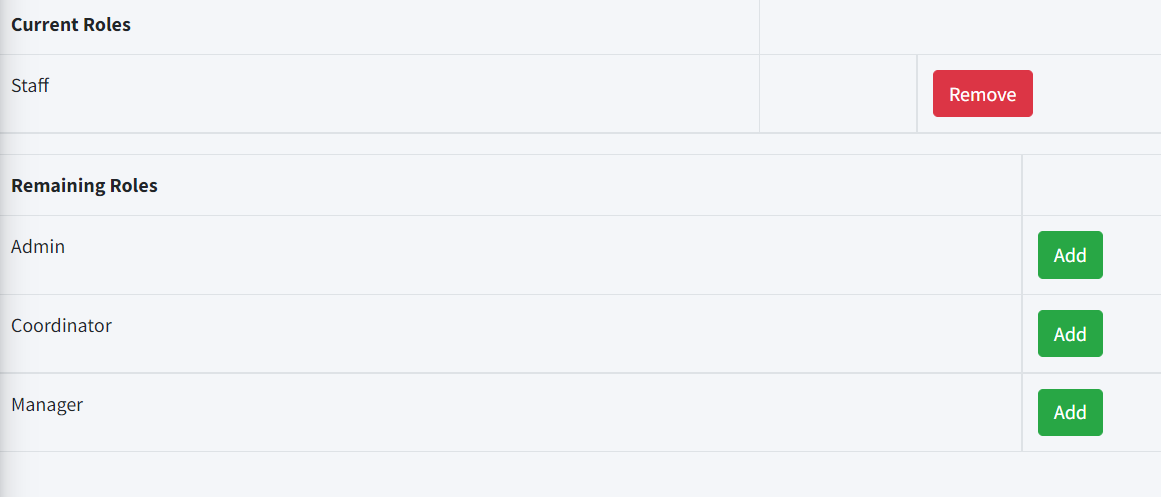 Current Roles
Staff
Remove
Remaining Roles
Admin
Add
Coordinator
Add
Manager
Add